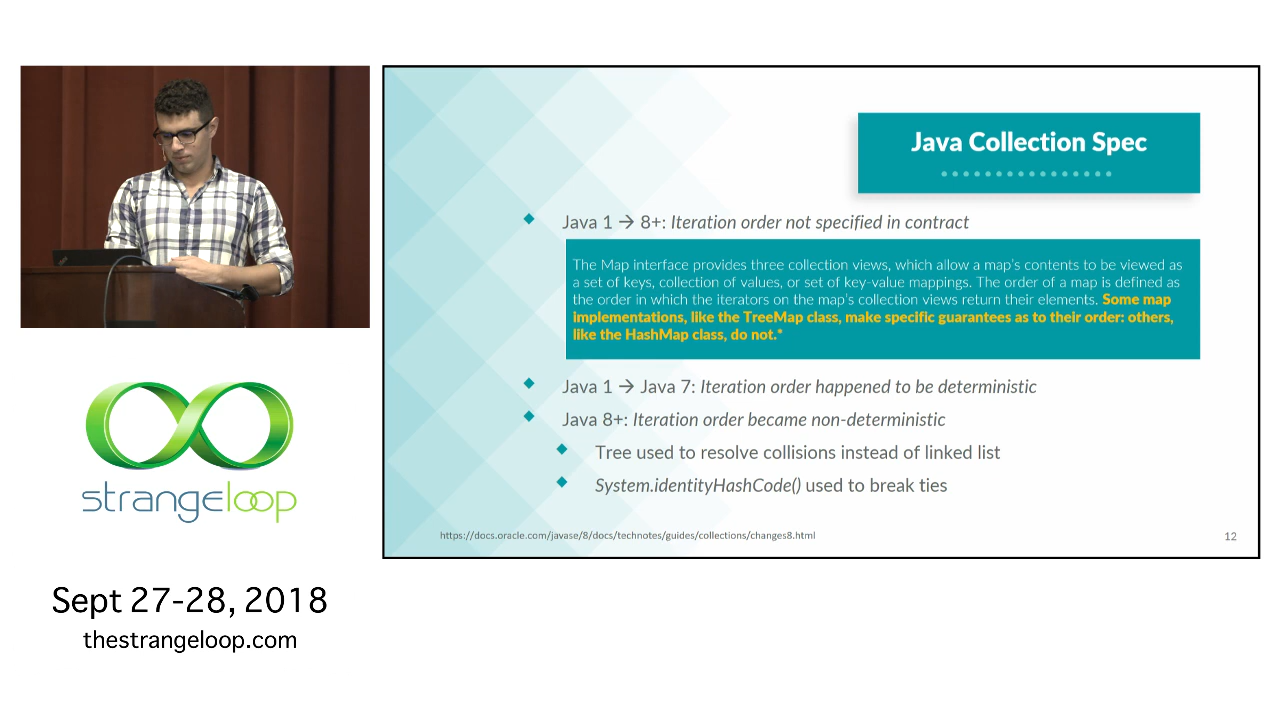 Java Collection Spec
Java 1 → 8+: Iteration order not specified in contract
The Map interface provides three collection views, which allow a map's contents to be viewed as
a set of keys, collection of values, or set of key-value mappings. The order of a map is defined as
the order in which the iterators on the map's collection views return their elements. Some map
implementations, like the TreeMap class, make specific guarantees as to their order: others,
like the HashMap class, do not.*
Java 1 → Java 7: Iteration order happened to be deterministic
Java 8+: Iteration order became non-deterministic
Tree used to resolve collisions instead of linked list
System.identityHashCode() used to break ties
https://docs.oracle.com/javase/8/docs/technotes/guides/collections/changes8.html
12
strangeloop
Sept 27-28, 2018
thestrangeloop.com